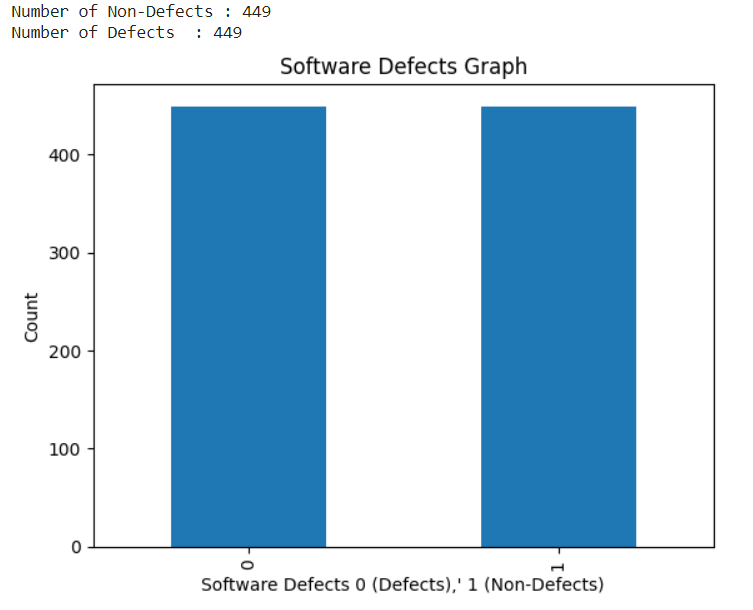 Number of Non-Defects : 449
Number of Defects  : 449
Software Defects Graph
Count
400
300
200
100
0
0
1
Software Defects 0 (Defects),' 1 (Non-Defects)